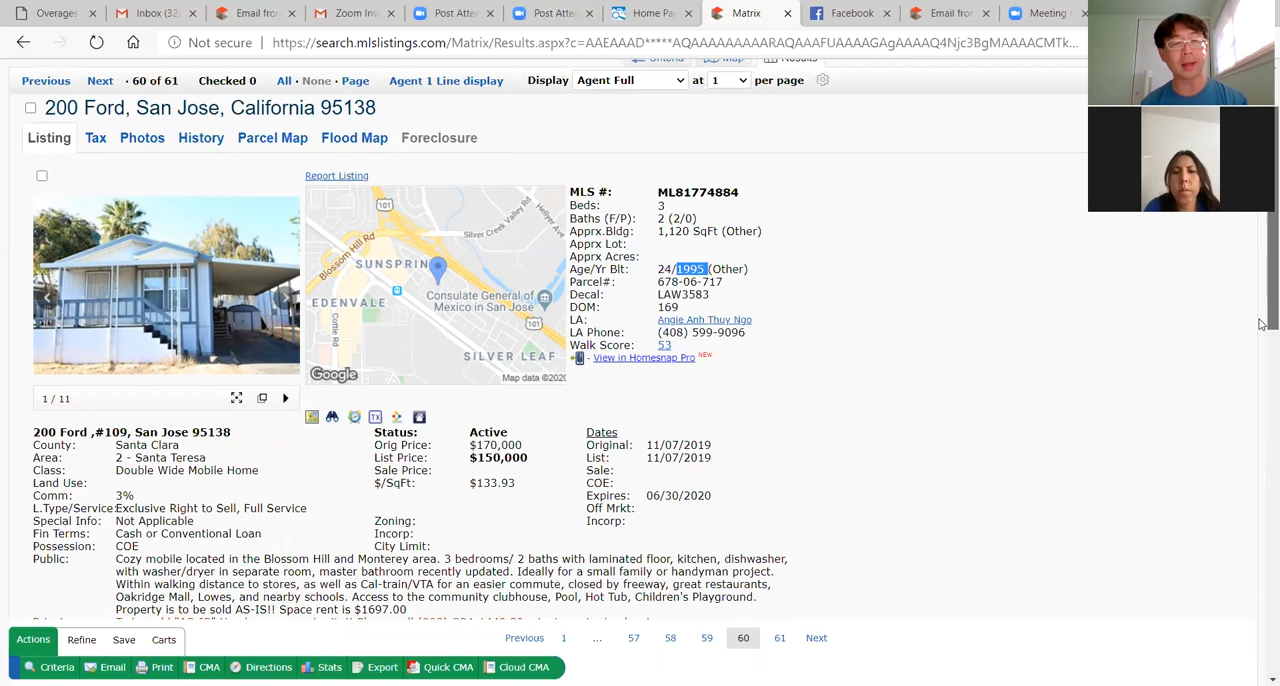 Overages
Inbox (32)
Email from
Zoom Inv
Post Atte
Post Atte
Home Pa
Matrix
Facebook
Email from
Meeting
Not secure | https://search.mlslistings.com/Matrix/Results.aspx?c=AAEAAAD*****AQAAAAAAAAARAQAAAFUAAAAGAgAAAAQ4Njc3BgMAAAACMTk...
Criteria Map Results
Previous Next · 60 of 61 Checked 0 All · None · Page Agent 1 Line display Display Agent Full at 1 per page
200 Ford, San Jose, California 95138
Listing Tax Photos History Parcel Map Flood Map Foreclosure
Report Listing
101
Silver Creek Valley Rd
Hellyer Ave
Blossom Hill Rd
SUNSPRIN
EDENVALE
Consulate General of
Mexico in San José
Cottle Rd
101
SILVER LEAF
Google
Map data ©2020
MLS #: ML81774884
Beds: 3
Baths (F/P): 2 (2/0)
Apprx.Bldg: 1,120 SqFt (Other)
Apprx Lot:
Apprx Acres:
Age/Yr Blt: 24/1995 (Other)
Parcel#: 678-06-717
Decal: LAW3583
DOM: 169
LA: Angie Anh Thuy Ngo
LA Phone: (408) 599-9096
Walk Score: 53
- View in Homesnap Pro NEW
1 / 11
TX
200 Ford ,#109, San Jose 95138 Status: Active Dates
County: Santa Clara Orig Price: $170,000 Original: 11/07/2019
Area: 2 - Santa Teresa List Price: $150,000 List: 11/07/2019
Class: Double Wide Mobile Home Sale Price: Sale:
Land Use: $/SqFt: $133.93 COE:
Comm: 3% Expires: 06/30/2020
L.Type/Service: Exclusive Right to Sell, Full Service Off Mrkt:
Special Info: Not Applicable Zoning: Incorp:
Fin Terms: Cash or Conventional Loan Incorp:
Possession: COE City Limit:
Public: Cozy mobile located in the Blossom Hill and Monterey area. 3 bedrooms/ 2 baths with laminated floor, kitchen, dishwasher,
with washer/dryer in separate room, master bathroom recently updated. Ideally for a small family or handyman project.
Within walking distance to stores, as well as Cal-train/VTA for an easier commute, closed by freeway, great restaurants,
Oakridge Mall, Lowes, and nearby schools. Access to the community clubhouse, Pool, Hot Tub, Children's Playground.
Property is to be sold AS-IS!! Space rent is $1697.00
Actions Refine Save Carts
Previous 1 ... 57 58 59 60 61 Next
Criteria Email Print CMA Directions Stats Export Quick CMA Cloud CMA